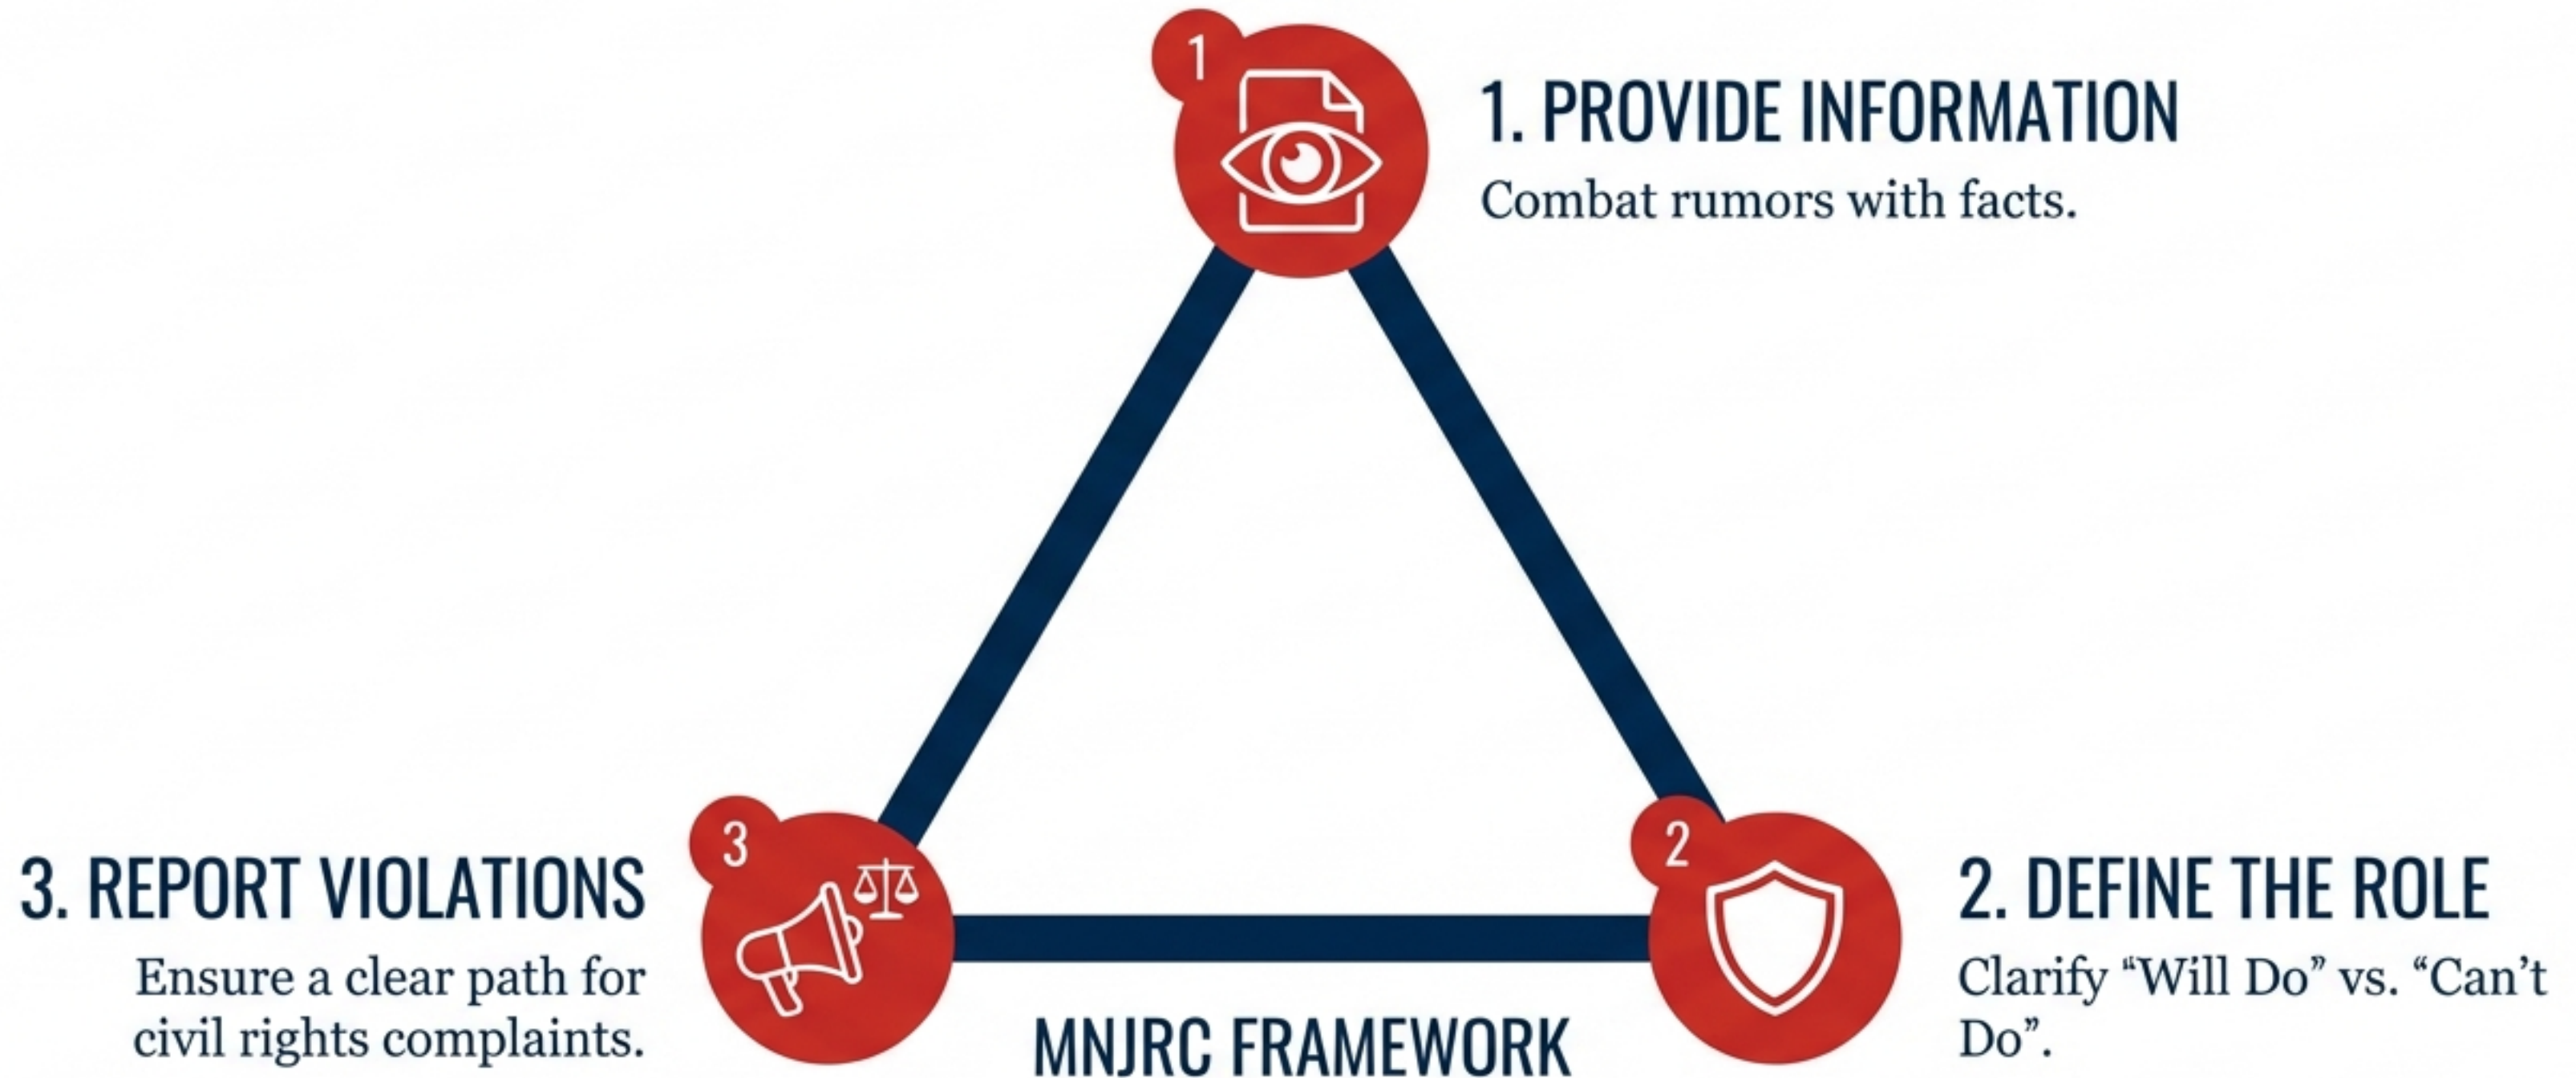 1
1. PROVIDE INFORMATION
Combat rumors with facts.
2
2. DEFINE THE ROLE
Clarify “Will Do” vs. “Can’t
Do”.
3
3. REPORT VIOLATIONS
Ensure a clear path for
civil rights complaints.
MNJRC FRAMEWORK